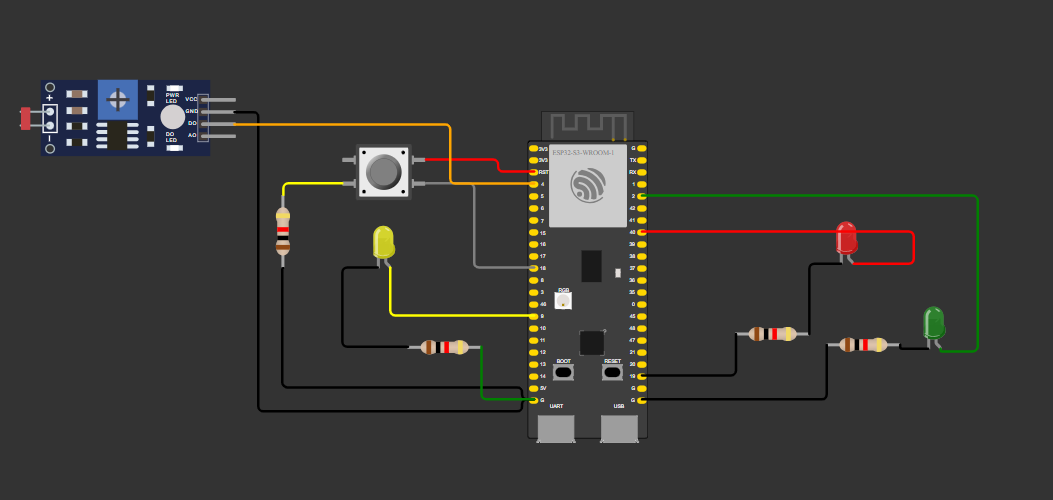 +
PWR
LED
VCC
GND
DO
AO
DO
LED
ESP32-S3-WROOM-1
3V3
3V3
RST
4
5
6
7
15
16
17
18
8
3
46
9
10
11
12
13
14
5V
G
G
TX
RX
1
2
42
41
40
39
38
37
36
35
0
45
48
47
21
20
19
G
G
RGB
BOOT
RESET
UART
USB